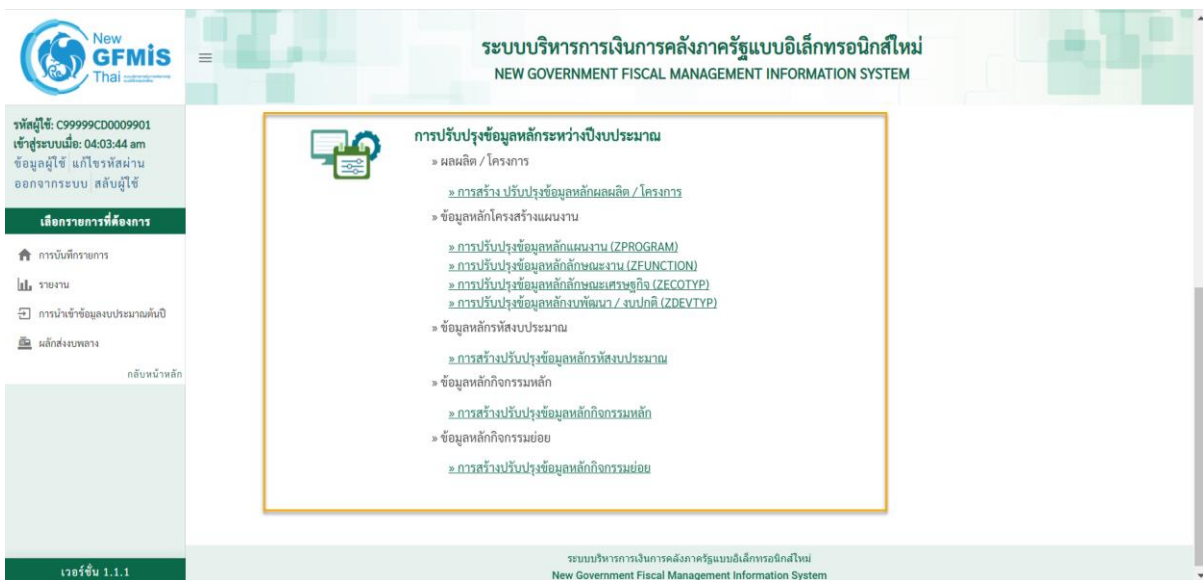 New
GFMIS
Thai
ระบบบริหารการเงินการคลังภาครัฐแบบอิเล็กทรอนิกส์ใหม่
NEW GOVERNMENT FISCAL MANAGEMENT INFORMATION SYSTEM
รหัสผู้ใช้: C99999CD0009901
เข้าสู่ระบบเมื่อ: 04:03:44 am
ข้อมูลผู้ใช้ แก้ไขรหัสผ่าน
ออกจากระบบ สลับผู้ใช้
เลือกรายการที่ต้องการ
การบันทึกรายการ
รายงาน
การนำเข้าข้อมูลงบประมาณต้นปี
ผลักส่งงบพลาง
กลับหน้าหลัก
เวอร์ชั่น 1.1.1
การปรับปรุงข้อมูลหลักระหว่างปีงบประมาณ
» ผลผลิต / โครงการ
» การสร้าง ปรับปรุงข้อมูลหลักผลผลิต / โครงการ
» ข้อมูลหลักโครงสร้างแผนงาน
» การปรับปรุงข้อมูลหลักแผนงาน (ZPROGRAM)
» การปรับปรุงข้อมูลหลักลักษณะงาน (ZFUNCTION)
» การปรับปรุงข้อมูลหลักลักษณะเศรษฐกิจ (ZECOTYP)
» การปรับปรุงข้อมูลหลักงบพัฒนา / งบปกติ (ZDEVTYP)
» ข้อมูลหลักรหัสงบประมาณ
» การสร้างปรับปรุงข้อมูลหลักรหัสงบประมาณ
» ข้อมูลหลักกิจกรรมหลัก
» การสร้างปรับปรุงข้อมูลหลักกิจกรรมหลัก
» ข้อมูลหลักกิจกรรมย่อย
» การสร้างปรับปรุงข้อมูลหลักกิจกรรมย่อย
ระบบบริหารการเงินการคลังภาครัฐแบบอิเล็กทรอนิกส์ใหม่
New Government Fiscal Management Information System